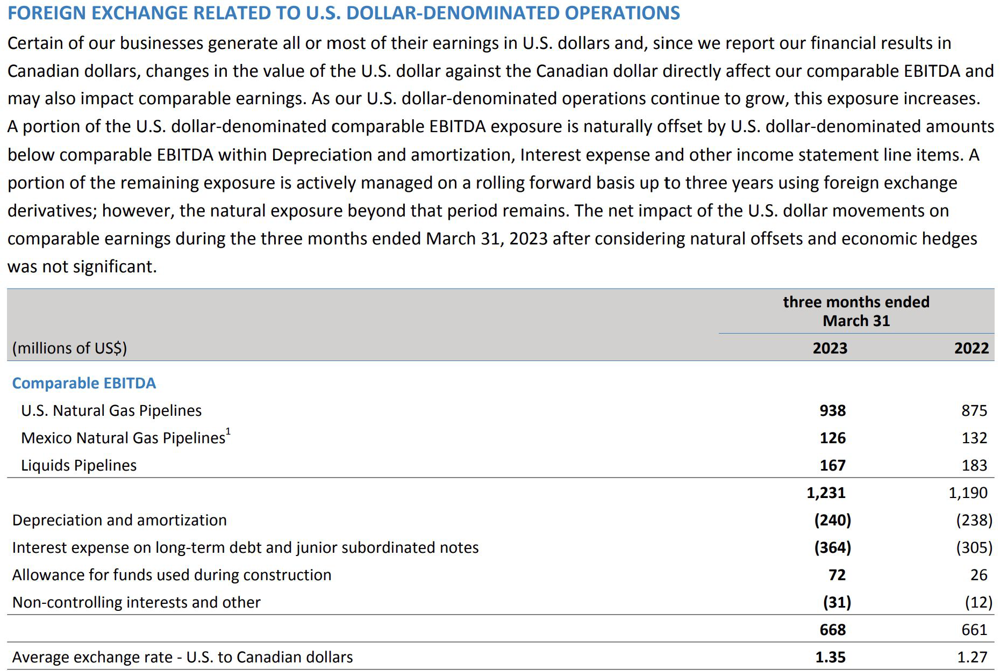 FOREIGN EXCHANGE RELATED TO U.S. DOLLAR-DENOMINATED OPERATIONS
Certain of our businesses generate all or most of their earnings in U.S. dollars and, since we report our financial results in
Canadian dollars, changes in the value of the U.S. dollar against the Canadian dollar directly affect our comparable EBITDA and
may also impact comparable earnings. As our U.S. dollar-denominated operations continue to grow, this exposure increases.
A portion of the U.S. dollar-denominated comparable EBITDA exposure is naturally offset by U.S. dollar-denominated amounts
below comparable EBITDA within Depreciation and amortization, Interest expense and other income statement line items. A
portion of the remaining exposure is actively managed on a rolling forward basis up to three years using foreign exchange
derivatives; however, the natural exposure beyond that period remains. The net impact of the U.S. dollar movements on
comparable earnings during the three months ended March 31, 2023 after considering natural offsets and economic hedges
was not significant.
three months ended
March 31
(millions of US$) 2023 2022
Comparable EBITDA
U.S. Natural Gas Pipelines 938 875
Mexico Natural Gas Pipelines¹ 126 132
Liquids Pipelines 167 183
1,231 1,190
Depreciation and amortization (240) (238)
Interest expense on long-term debt and junior subordinated notes (364) (305)
Allowance for funds used during construction 72 26
Non-controlling interests and other (31) (12)
668 661
Average exchange rate - U.S. to Canadian dollars 1.35 1.27